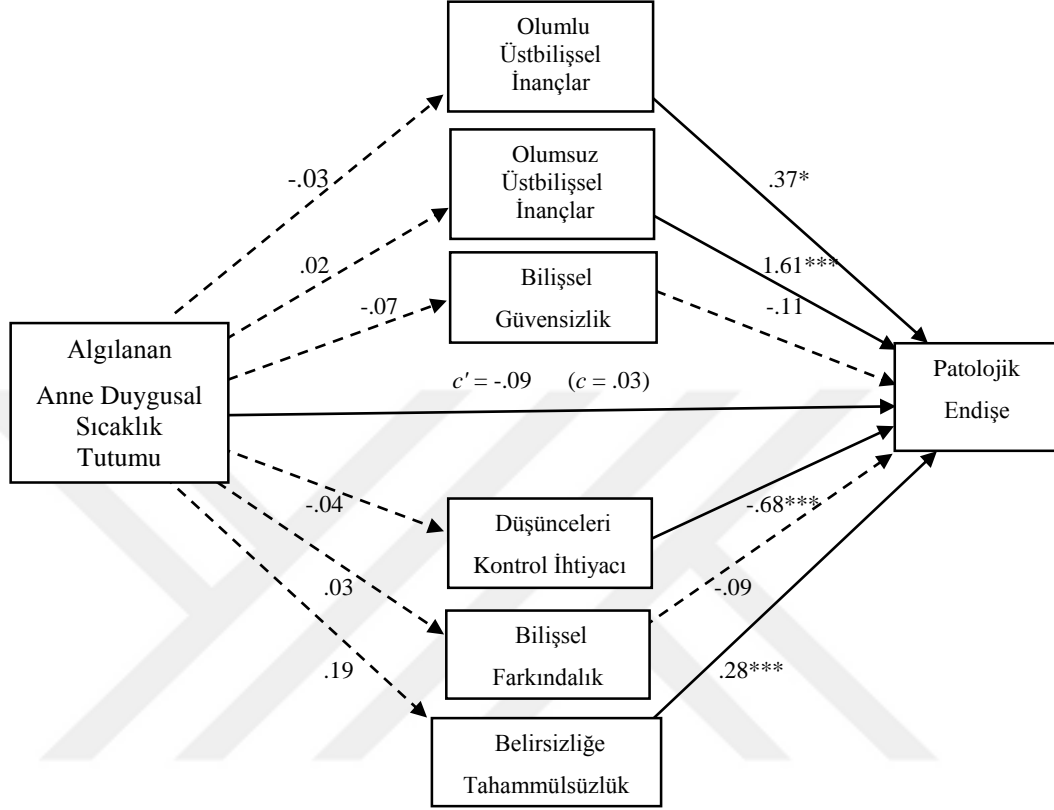 Olumlu
Üstbilişsel
İnançlar
-.03
.37*
Olumsuz
Üstbilişsel
İnançlar
.02
1.61***
Bilişsel
Güvensizlik
-.07
-.11
Algılanan
Anne Duygusal
Sıcaklık
Tutumu
c' = -.09 (c = .03)
Patolojik
Endişe
-.04
Düşünceleri
Kontrol İhtiyacı
-.68***
.03
Bilişsel
Farkındalık
-.09
.19
Belirsizliğe
Tahammülsüzlük
.28***